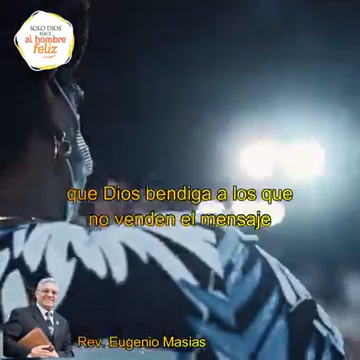 SOLO DIOS
HACE
al hombre
feliz
que Dios bendiga a los que
no venden el mensaje
Rev. Eugenio Masias